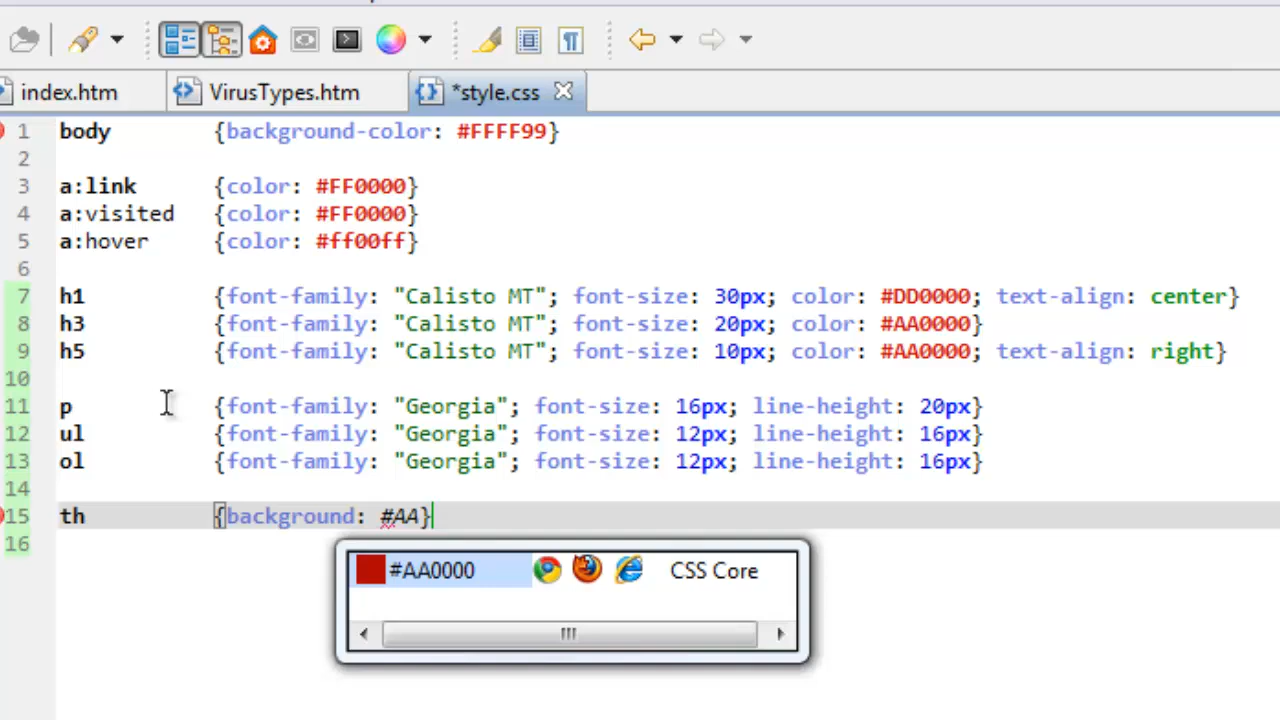 index.htm VirusTypes.htm *style.css
1 body {background-color: #FFFF99}
2
3 a:link {color: #FF0000}
4 a:visited {color: #FF0000}
5 a:hover {color: #ff00ff}
6
7 h1 {font-family: "Calisto MT"; font-size: 30px; color: #DD0000; text-align: center}
8 h3 {font-family: "Calisto MT"; font-size: 20px; color: #AA0000}
9 h5 {font-family: "Calisto MT"; font-size: 10px; color: #AA0000; text-align: right}
10
11 p {font-family: "Georgia"; font-size: 16px; line-height: 20px}
12 ul {font-family: "Georgia"; font-size: 12px; line-height: 16px}
13 ol {font-family: "Georgia"; font-size: 12px; line-height: 16px}
14
15 th {background: #AA}
16
#AA0000 CSS Core